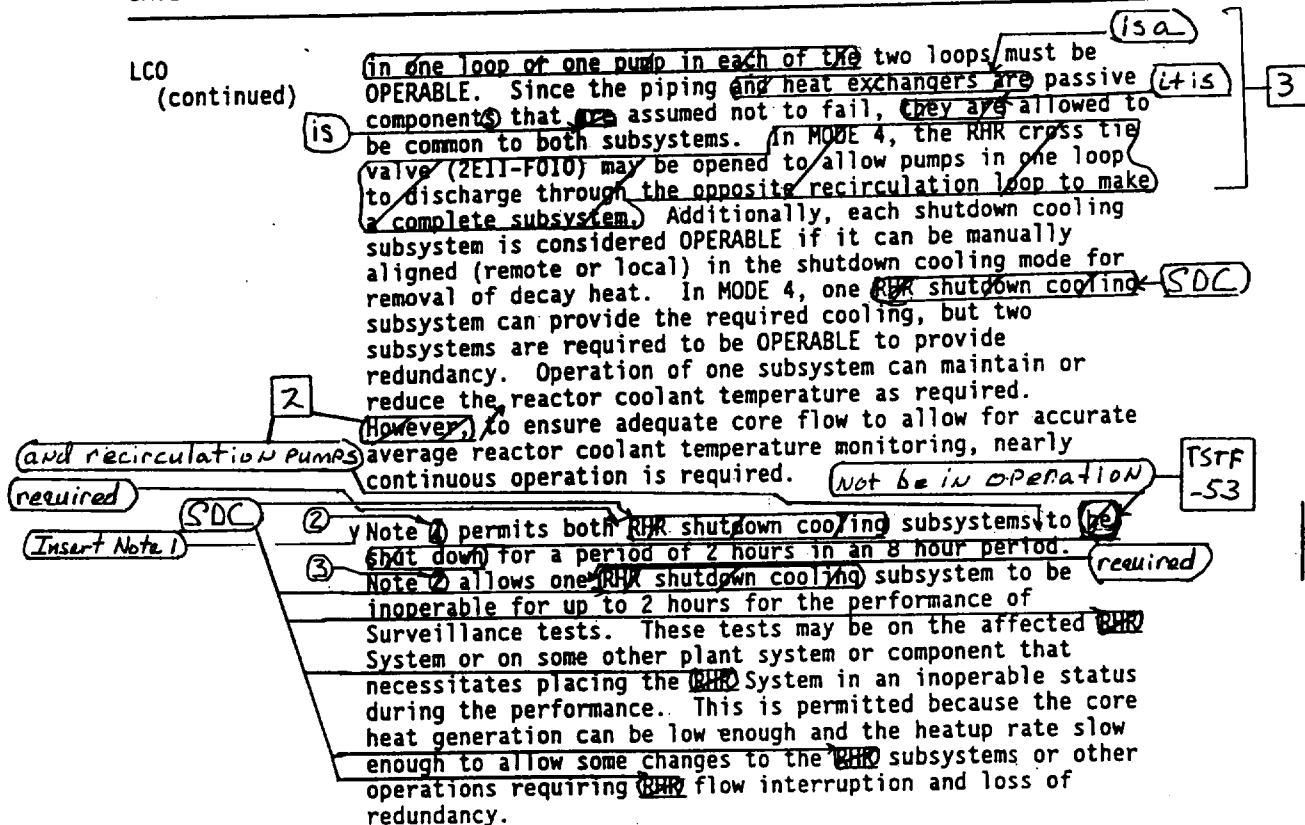 is a
LCO in one loop or one pump in each of the two loops must be
(continued) OPERABLE. Since the piping and heat exchangers are passive it is 3
is components that are assumed not to fail, they are allowed to
be common to both subsystems. In MODE 4, the RHR cross tie
valve (2E11-F010) may be opened to allow pumps in one loop
to discharge through the opposite recirculation loop to make
a complete subsystem. Additionally, each shutdown cooling
subsystem is considered OPERABLE if it can be manually
aligned (remote or local) in the shutdown cooling mode for
removal of decay heat. In MODE 4, one RHR shutdown cooling SDC
subsystem can provide the required cooling, but two
subsystems are required to be OPERABLE to provide
redundancy. Operation of one subsystem can maintain or
reduce the reactor coolant temperature as required.
2 However, to ensure adequate core flow to allow for accurate
and recirculation pumps average reactor coolant temperature monitoring, nearly
continuous operation is required. Not be in operation TSTF
-53
required
SDC 2 Note 1 permits both RHR shutdown cooling subsystems to be
Insert Note 1 shut down for a period of 2 hours in an 8 hour period.
3 Note 2 allows one RHR shutdown cooling subsystem to be required
inoperable for up to 2 hours for the performance of
Surveillance tests. These tests may be on the affected RHR
System or on some other plant system or component that
necessitates placing the RHR System in an inoperable status
during the performance. This is permitted because the core
heat generation can be low enough and the heatup rate slow
enough to allow some changes to the RHR subsystems or other
operations requiring RHR flow interruption and loss of
redundancy.